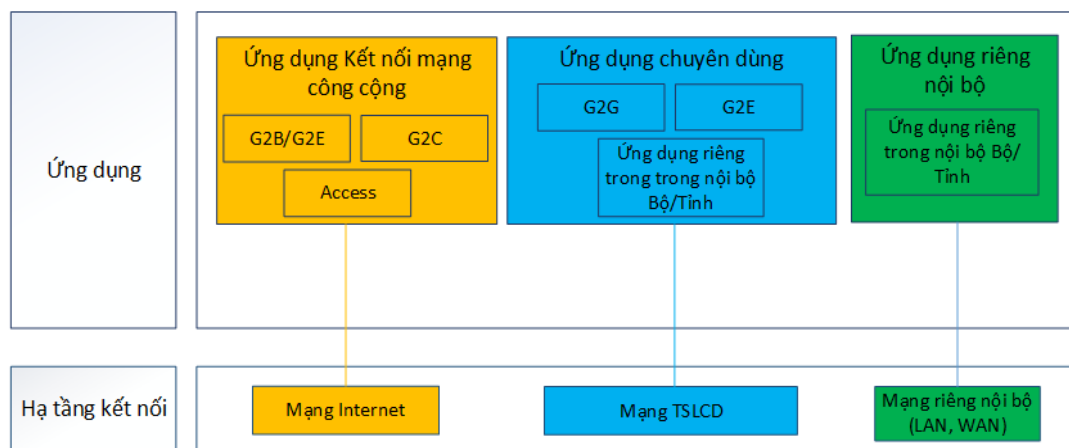 Ứng dụng
Ứng dụng Kết nối mạng
công cộng
G2B/G2E
G2C
Access
Ứng dụng chuyên dùng
G2G
G2E
Ứng dụng riêng
trong trong nội bộ
Bộ/Tỉnh
Ứng dụng riêng
nội bộ
Ứng dụng riêng
trong nội bộ Bộ/
Tỉnh
Hạ tầng kết nối
Mạng Internet
Mạng TSLCD
Mạng riêng nội bộ
(LAN, WAN)